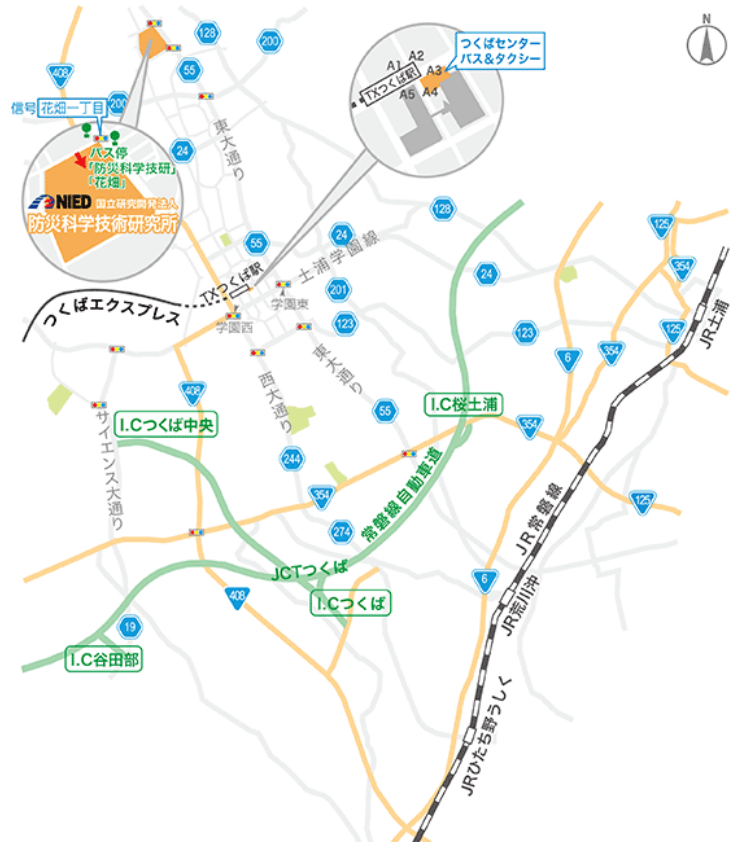 N
128
200
55
408
200
信号 花畑一丁目
バス停
「防災科学技研」
「花畑」
NIED 国立研究開発法人
防災科学技術研究所
24
東大通り
つくばセンター
バス&タクシー
A1
A2
A3
A4
A5
TXつくば駅
128
125
354
55
24
土浦学園線
24
TXつくば駅
201
学園東
つくばエクスプレス
学園西
123
123
125
JR土浦
6
354
東大通り
西大通り
408
55
I.C桜土浦
サイエンス大通り
I.Cつくば中央
354
244
354
常磐線自動車道
125
274
JR常磐線
JCTつくば
6
408
I.Cつくば
JR荒川沖
19
I.C谷田部
JRひたち野うしく